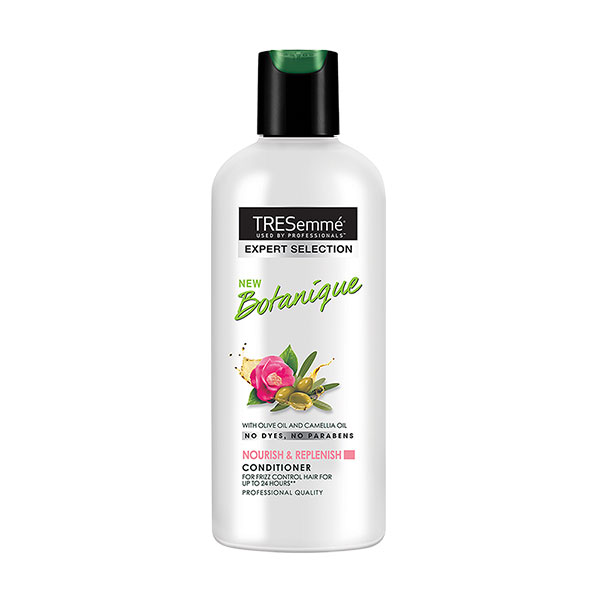 TRESemmé
USED BY PROFESSIONALS™
EXPERT SELECTION
NEW
Botanique
WITH OLIVE OIL AND CAMELLIA OIL
NO DYES, NO PARABENS
NOURISH & REPLENISH
CONDITIONER
FOR FRIZZ CONTROL HAIR FOR
UP TO 24 HOURS**
PROFESSIONAL QUALITY